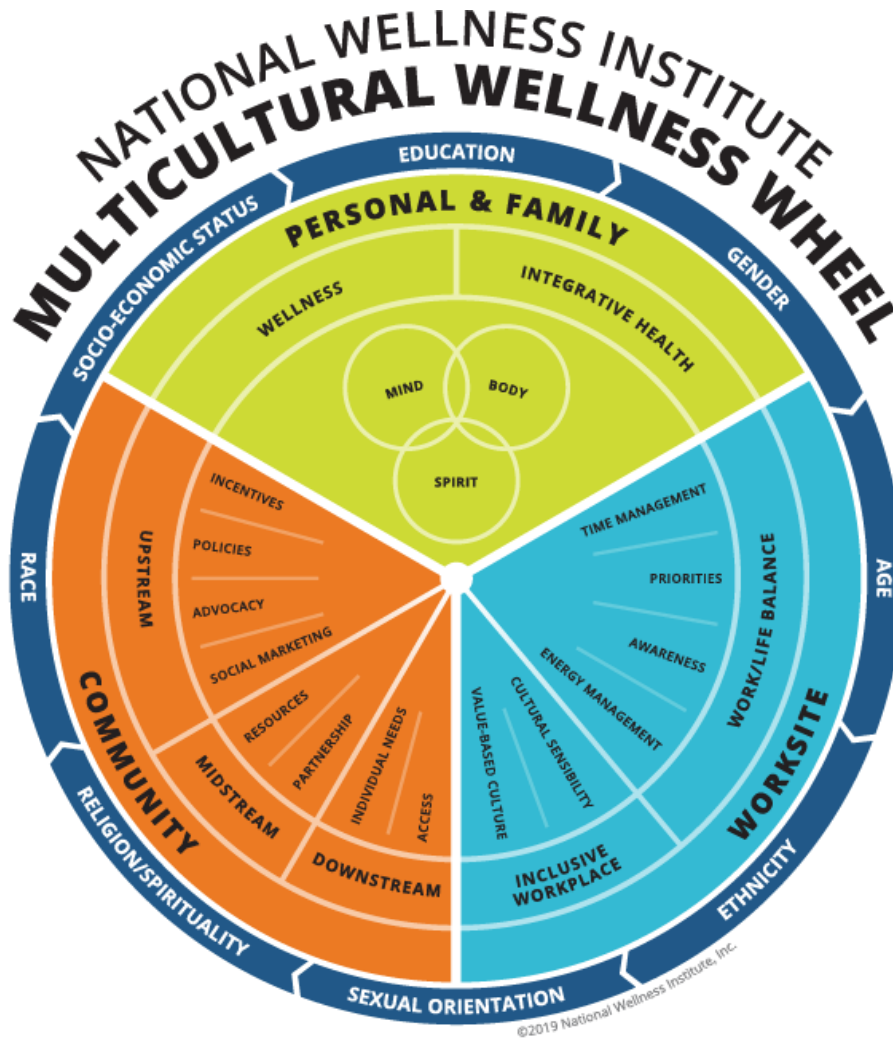 NATIONAL WELLNESS INSTITUTE
MULTICULTURAL WELLNESS WHEEL
EDUCATION
GENDER
AGE
ETHNICITY
SEXUAL ORIENTATION
RELIGION/SPIRITUALITY
RACE
SOCIO-ECONOMIC STATUS
PERSONAL & FAMILY
WELLNESS
INTEGRATIVE HEALTH
MIND
BODY
SPIRIT
WORKSITE
WORK/LIFE BALANCE
TIME MANAGEMENT
PRIORITIES
AWARENESS
ENERGY MANAGEMENT
INCLUSIVE
WORKPLACE
CULTURAL SENSIBILITY
VALUE-BASED CULTURE
COMMUNITY
DOWNSTREAM
ACCESS
INDIVIDUAL NEEDS
MIDSTREAM
PARTNERSHIP
RESOURCES
UPSTREAM
SOCIAL MARKETING
ADVOCACY
POLICIES
INCENTIVES
©2019 National Wellness Institute, Inc.